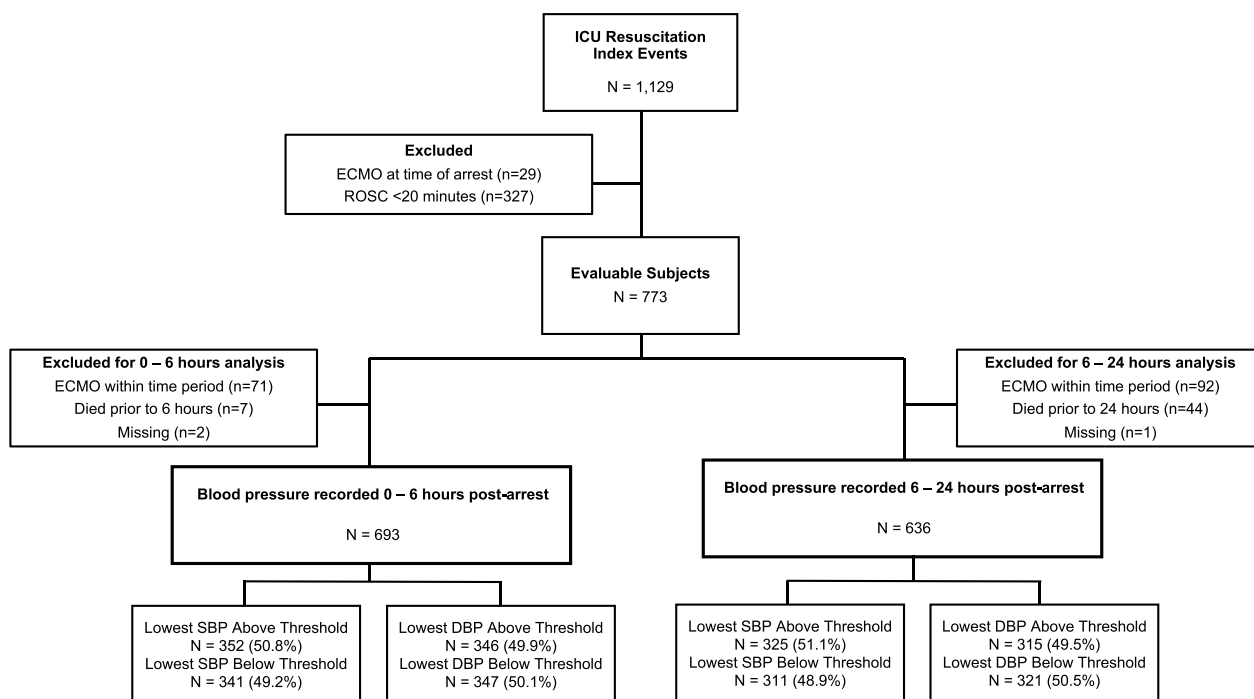 ICU Resuscitation
Index Events
N = 1,129
Excluded
ECMO at time of arrest (n=29)
ROSC <20 minutes (n=327)
Evaluable Subjects
N = 773
Excluded for 0 – 6 hours analysis
ECMO within time period (n=71)
Died prior to 6 hours (n=7)
Missing (n=2)
Excluded for 6 – 24 hours analysis
ECMO within time period (n=92)
Died prior to 24 hours (n=44)
Missing (n=1)
Blood pressure recorded 0 – 6 hours post-arrest
N = 693
Blood pressure recorded 6 – 24 hours post-arrest
N = 636
Lowest SBP Above Threshold
N = 352 (50.8%)
Lowest SBP Below Threshold
N = 341 (49.2%)
Lowest DBP Above Threshold
N = 346 (49.9%)
Lowest DBP Below Threshold
N = 347 (50.1%)
Lowest SBP Above Threshold
N = 325 (51.1%)
Lowest SBP Below Threshold
N = 311 (48.9%)
Lowest DBP Above Threshold
N = 315 (49.5%)
Lowest DBP Below Threshold
N = 321 (50.5%)